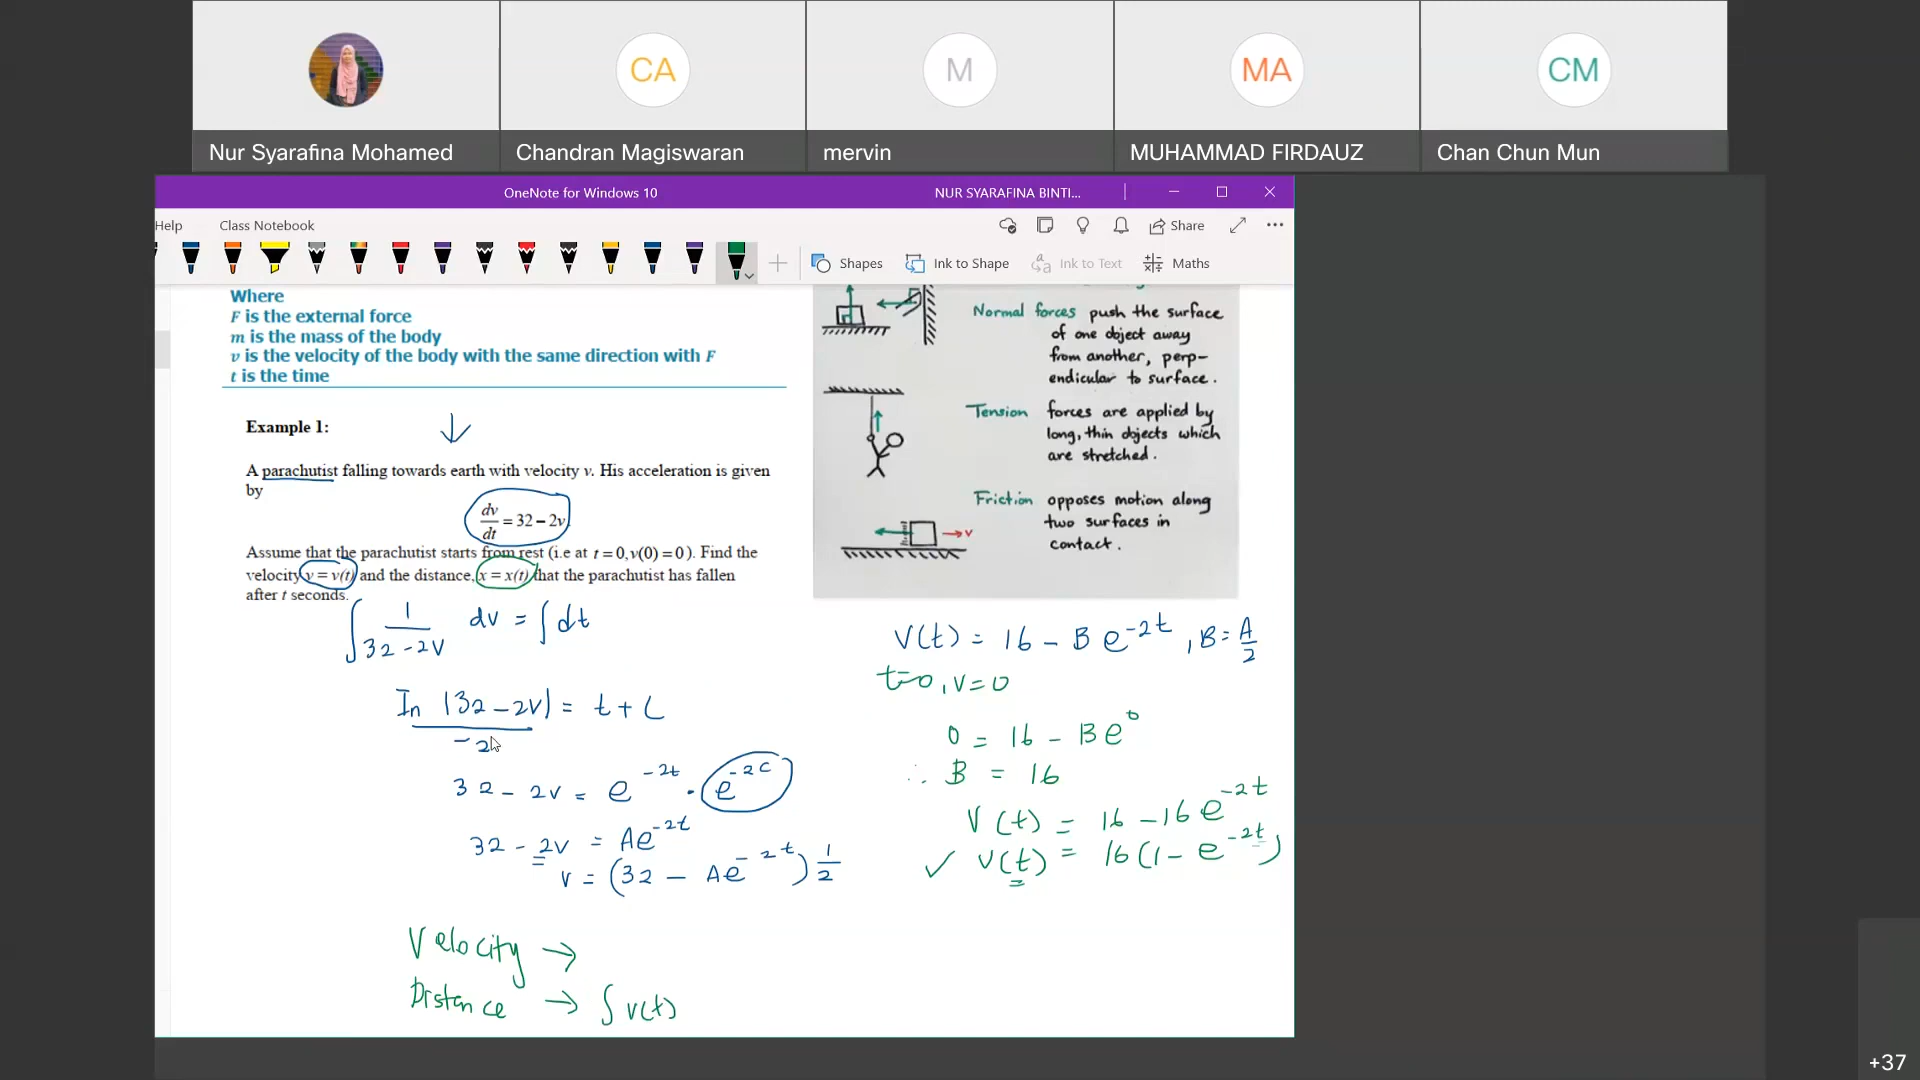 CA
M
MA
CM
Nur Syarafina Mohamed
Chandran Magiswaran
mervin
MUHAMMAD FIRDAUZ
Chan Chun Mun
OneNote for Windows 10
NUR SYARAFINA BINTI...
Help
Class Notebook
Share
Shapes
Ink to Shape
Ink to Text
Maths
Where
F is the external force
m is the mass of the body
v is the velocity of the body with the same direction with F
t is the time
Example 1:
A parachutist falling towards earth with velocity v. His acceleration is given
by
dv/dt = 32 – 2v
Assume that the parachutist starts from rest (i.e at t = 0, v(0) = 0 ). Find the
velocity v = v(t) and the distance, x = x(t) that the parachutist has fallen
after t seconds.
∫ 1/(32-2v) dv = ∫ dt
In |32-2v| / -2 = t + C
32 - 2v = e^{-2t} · e^{-2C}
32 - 2v = Ae^{-2t}
v = (32 - Ae^{-2t}) 1/2
Velocity →
Distance → ∫ v(t)
Normal forces push the surface
of one object away
from another, perp-
endicular to surface.
Tension forces are applied by
long, thin objects which
are stretched.
Friction opposes motion along
two surfaces in
contact.
v
V(t) = 16 - B e^{-2t}, B = A/2
t=0, v=0
0 = 16 - Be^0
∴ B = 16
V(t) = 16 - 16e^{-2t}
✓ V(t) = 16(1 - e^{-2t})
+37